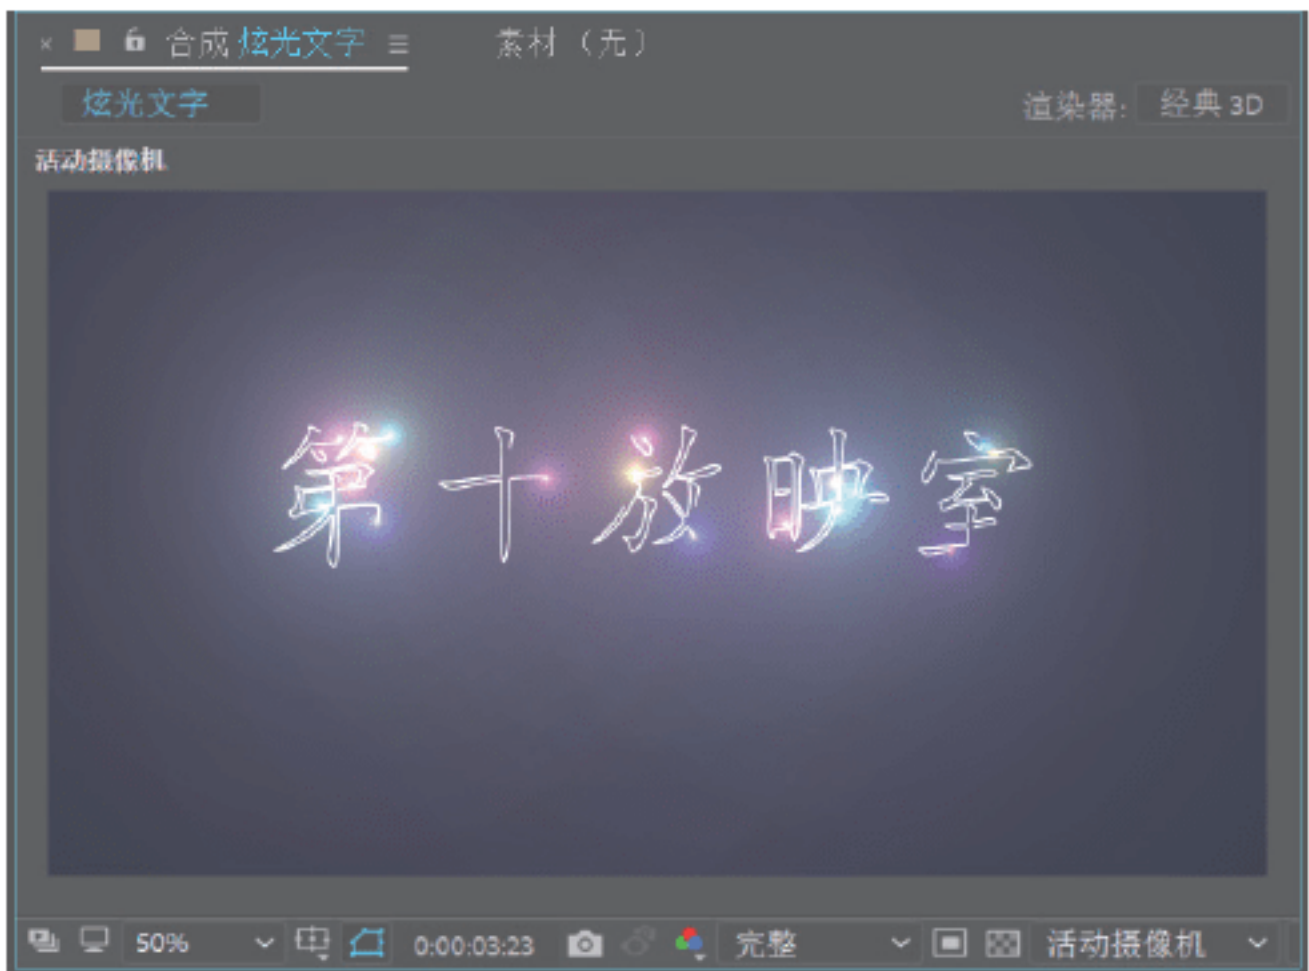 合成 炫光文字 素材（无）
炫光文字 渲染器: 经典 3D
活动摄像机
第十放映室
50% 0:00:03:23 完整 活动摄像机